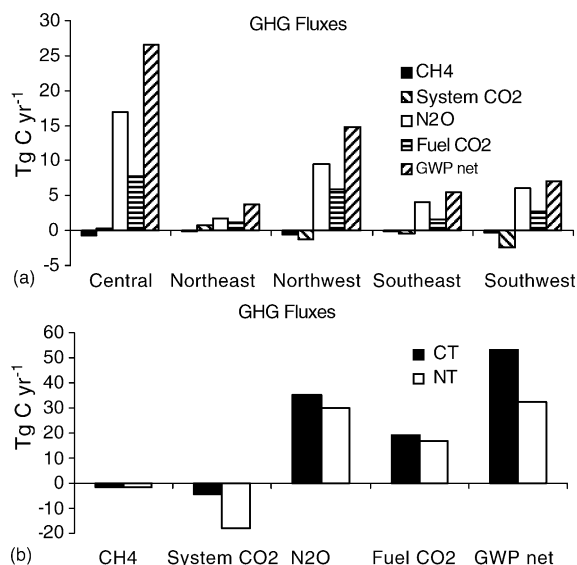 GHG Fluxes
30
25
20
15
10
5
0
-5
Tg C yr-1
CH4
System CO2
N2O
Fuel CO2
GWP net
(a)
Central Northeast Northwest Southeast Southwest
GHG Fluxes
60
50
40
30
20
10
0
-10
-20
Tg C yr-1
CT
NT
(b)
CH4 System CO2 N2O Fuel CO2 GWP net